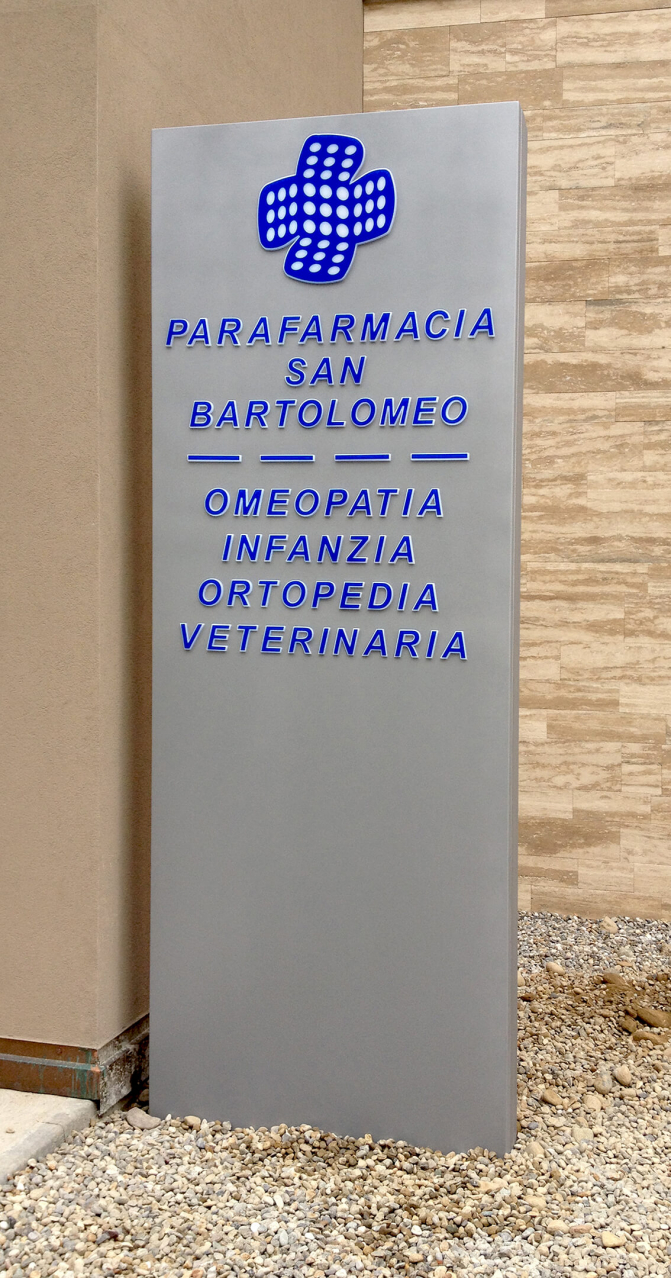 PARAFARMACIA
SAN
BARTOLOMEO
OMEOPATIA
INFANZIA
ORTOPEDIA
VETERINARIA